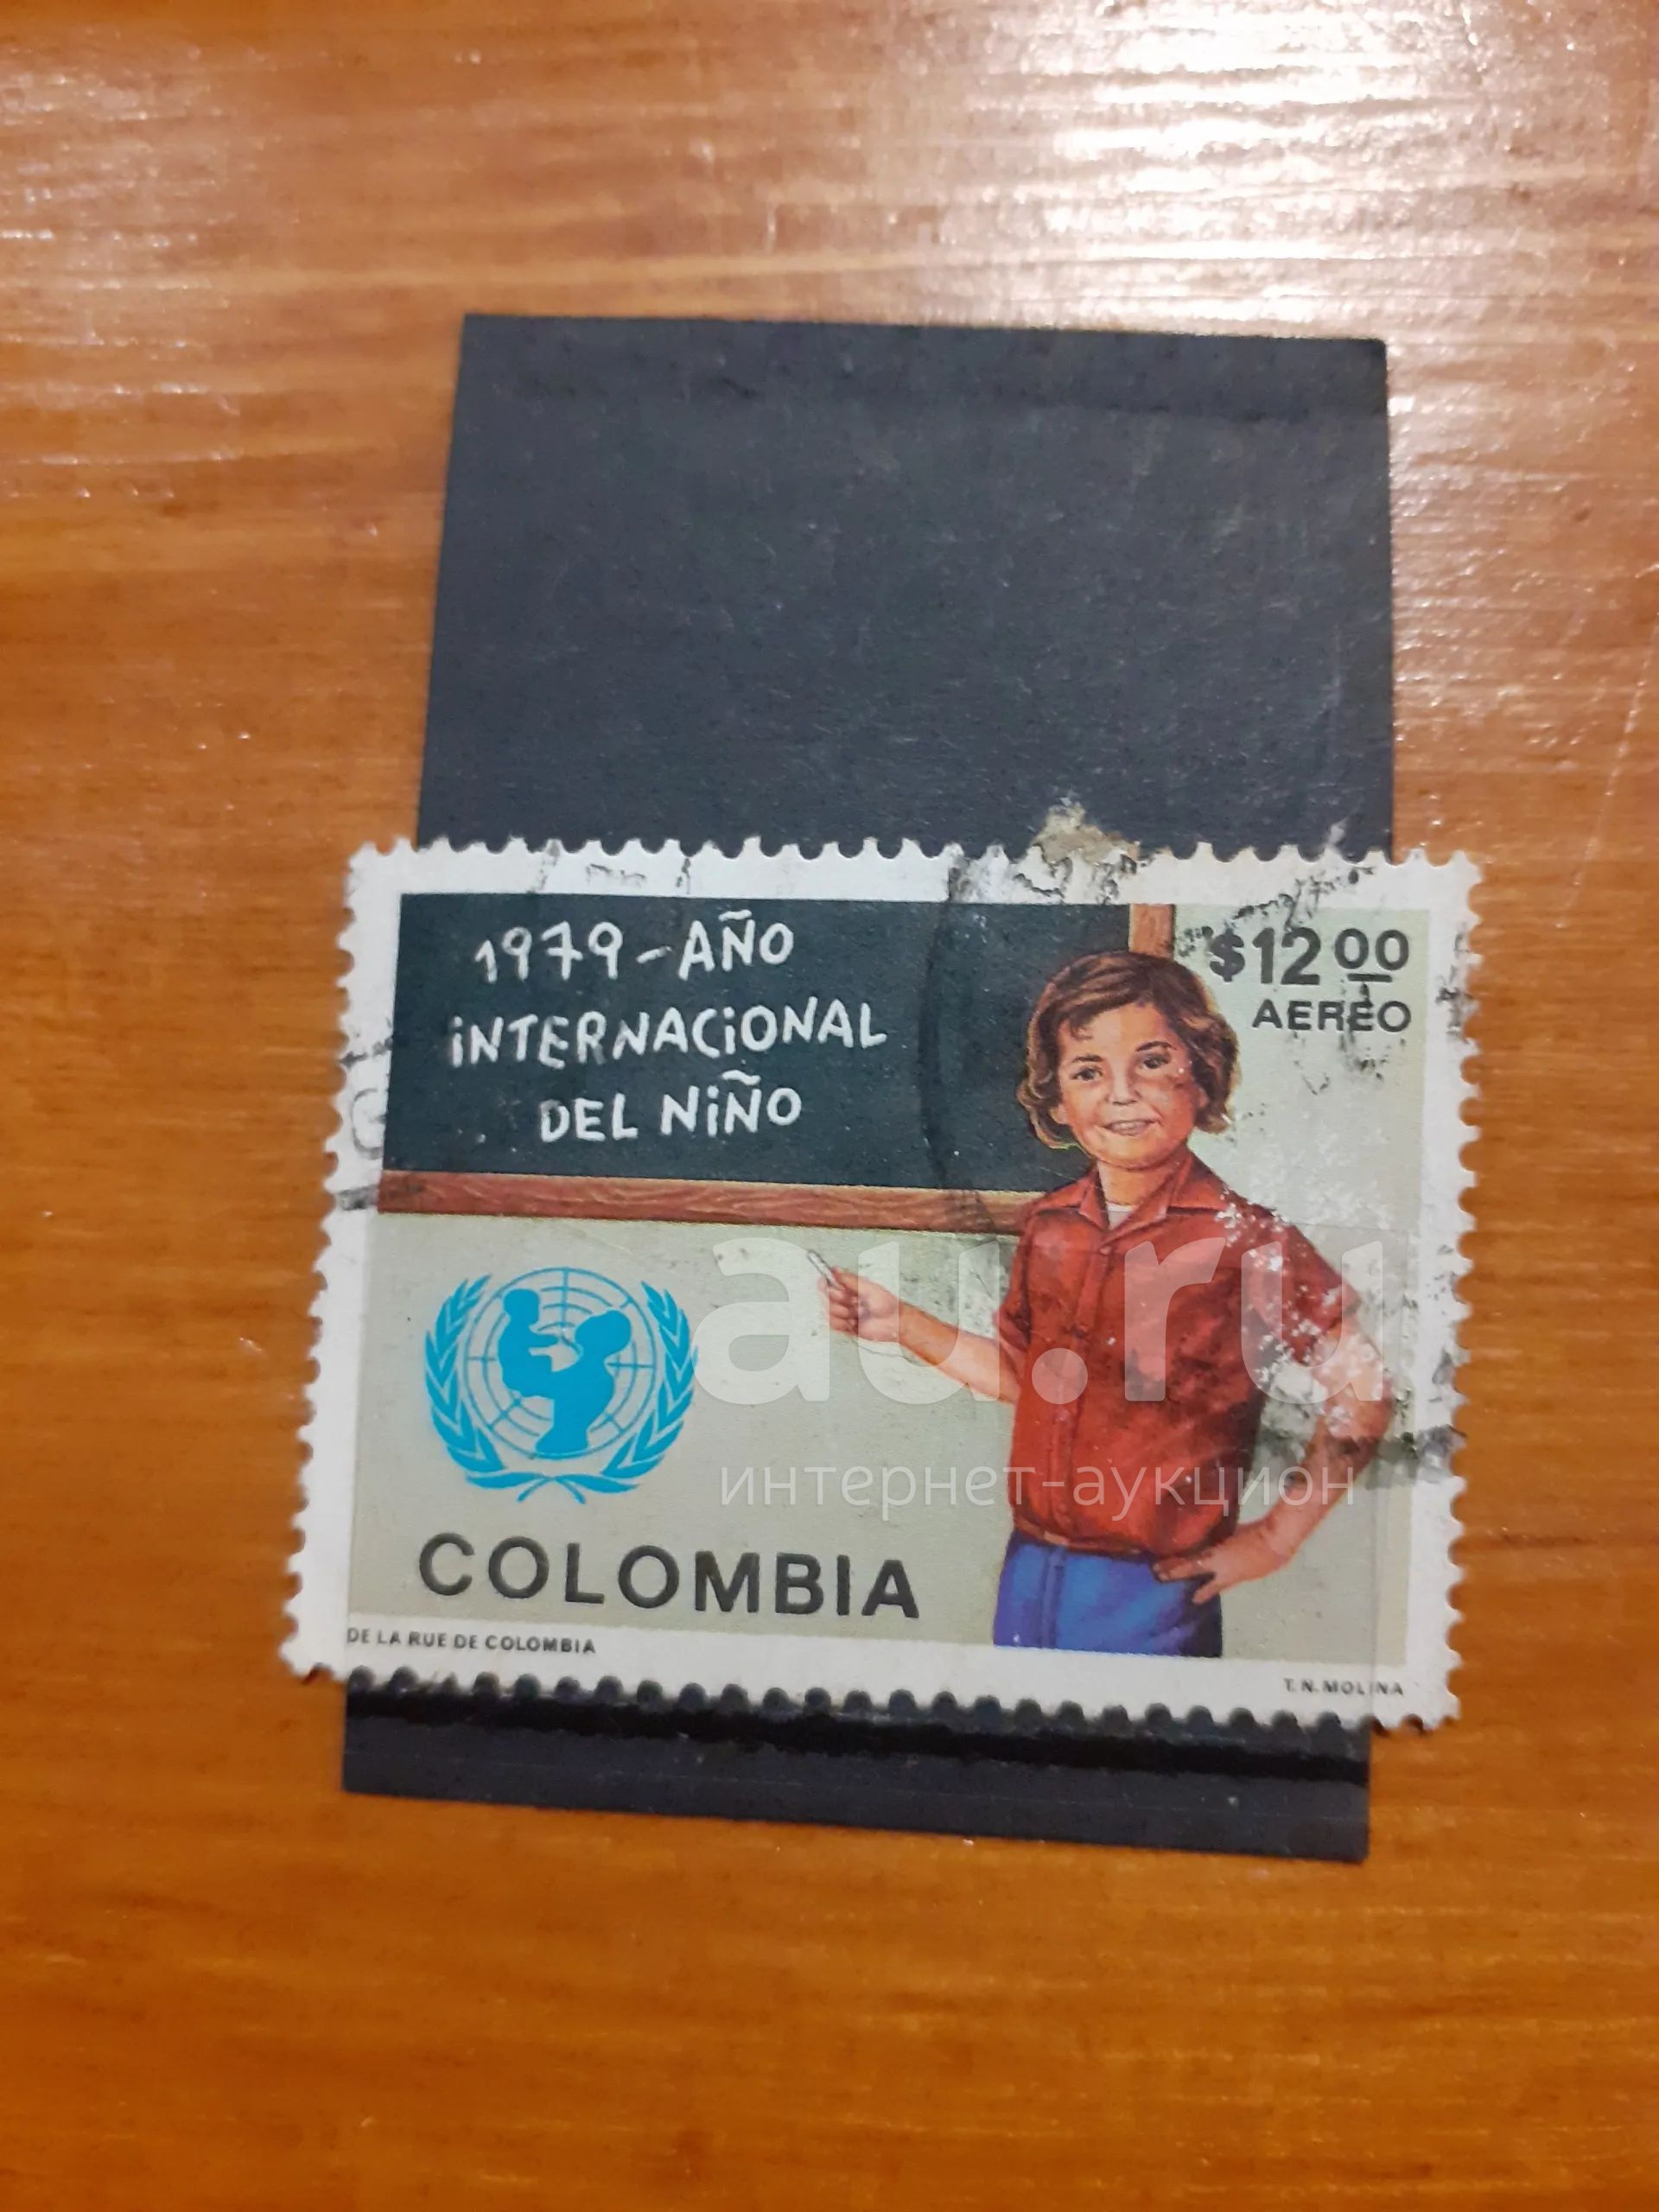 1979-AÑO
iNTERNACiONAL
DEL NiÑO
$12 00
AEREO
au.ru
интернет-аукцион
COLOMBIA
DE LA RUE DE COLOMBIA
T.N.MOLINA